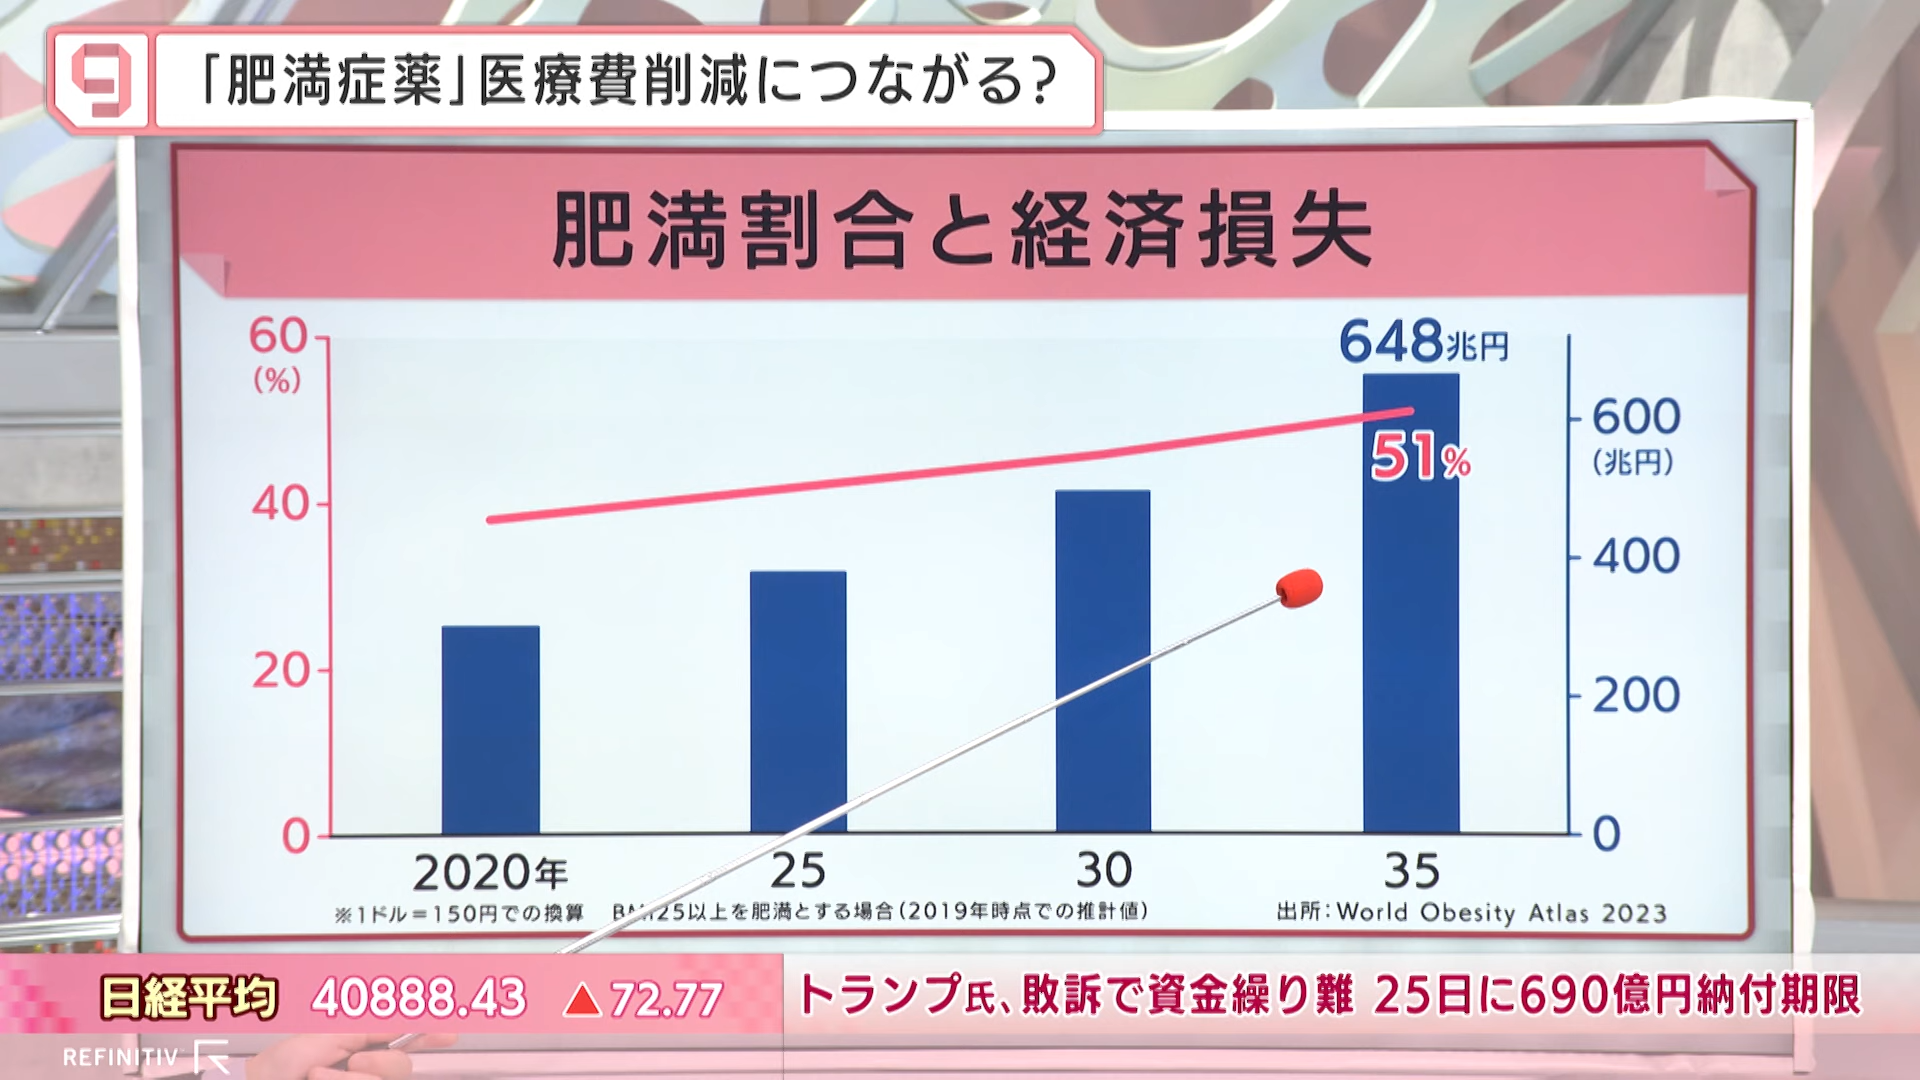 9
「肥満症薬」医療費削減につながる?
肥満割合と経済損失
60
(%)
40
20
0
648兆円
51%
600
(兆円)
400
200
0
2020年 25 30 35
※1ドル=150円での換算 BMI25以上を肥満とする場合(2019年時点での推計値) 出所:World Obesity Atlas 2023
日経平均 40888.43 ▲72.77
トランプ氏、敗訴で資金繰り難 25日に690億円納付期限
REFINITIV